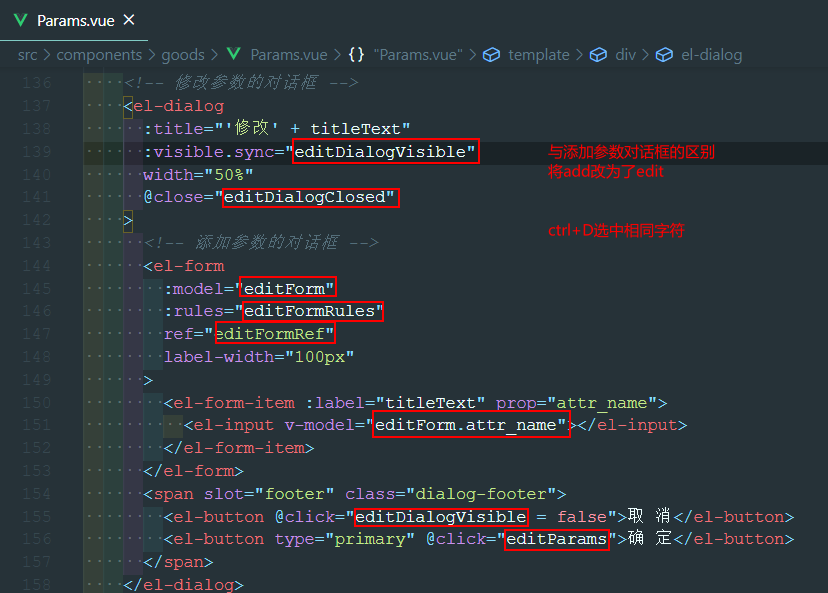 Params.vue ×
src > components > goods > Params.vue > {} "Params.vue" > template > div > el-dialog
136 <!-- 修改参数的对话框 -->
137 <el-dialog
138 :title="'修改' + titleText"
139 :visible.sync="editDialogVisible"
与添加参数对话框的区别
140 width="50%"
将add改为了edit
141 @close="editDialogClosed"
142 >
ctrl+D选中相同字符
143 <!-- 添加参数的对话框 -->
144 <el-form
145 :model="editForm"
146 :rules="editFormRules"
147 ref="editFormRef"
148 label-width="100px"
149 >
150 <el-form-item :label="titleText" prop="attr_name">
151 <el-input v-model="editForm.attr_name"></el-input>
152 </el-form-item>
153 </el-form>
154 <span slot="footer" class="dialog-footer">
155 <el-button @click="editDialogVisible = false">取 消</el-button>
156 <el-button type="primary" @click="editParams">确 定</el-button>
157 </span>
158 </el-dialog>